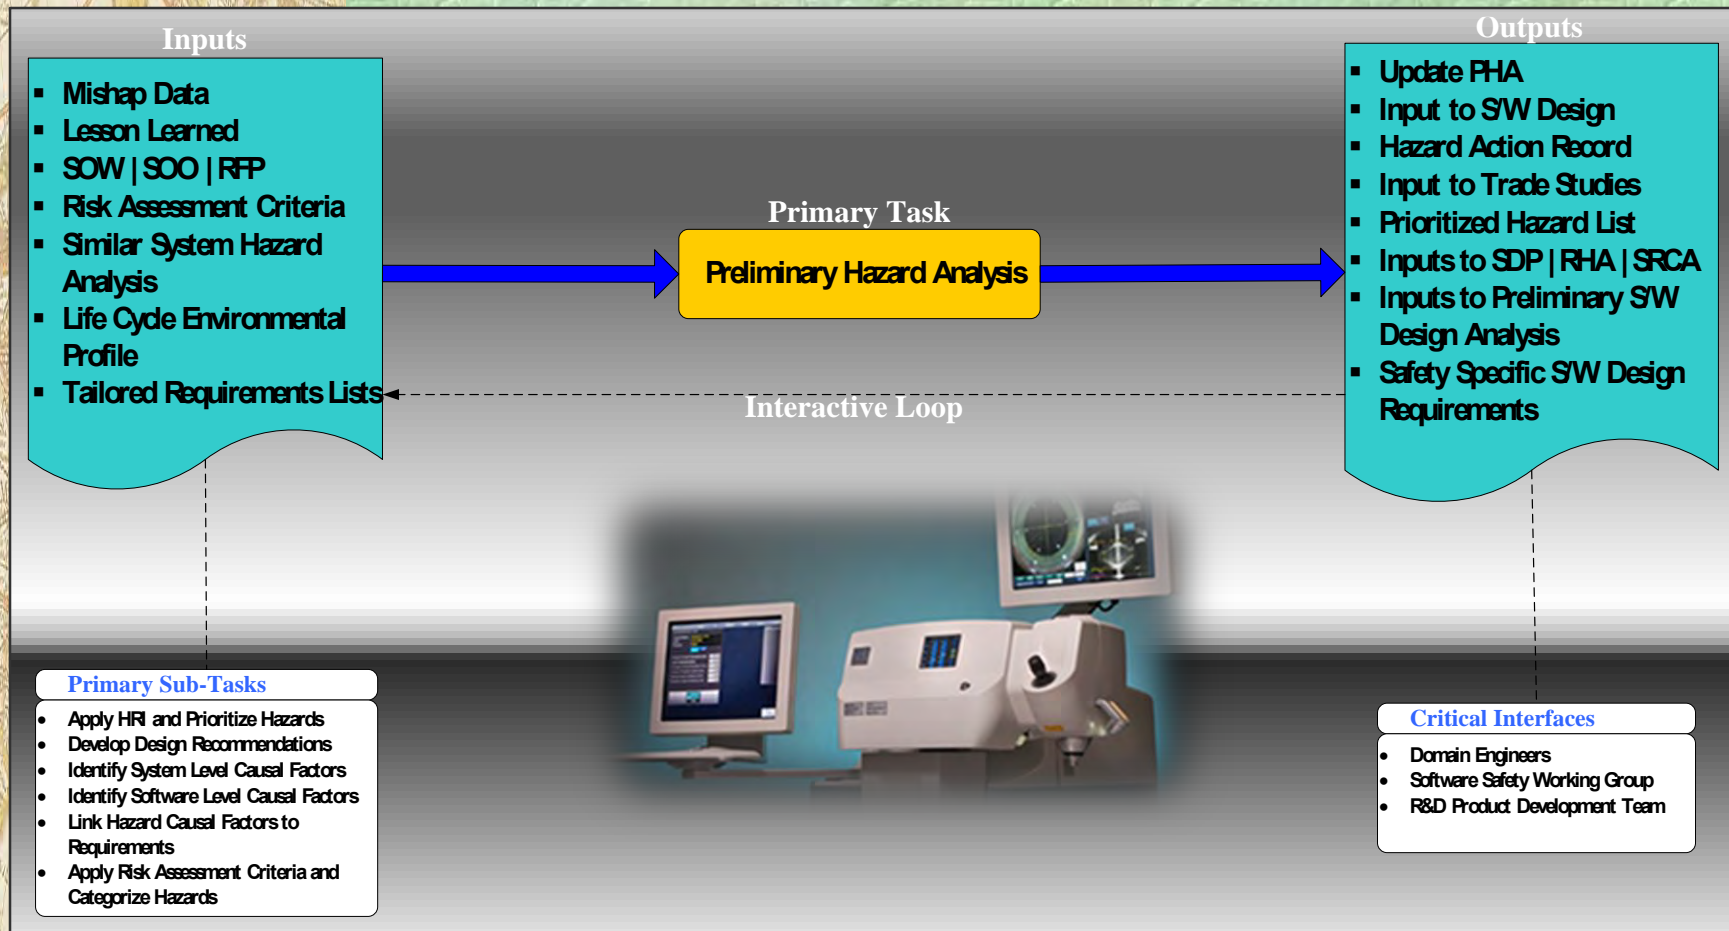 Inputs
▪ Mishap Data
▪ Lesson Learned
▪ SOW | SOO | RFP
▪ Risk Assessment Criteria
▪ Similar System Hazard
Analysis
▪ Life Cycle Environmental
Profile
▪ Tailored Requirements Lists
Primary Task
Preliminary Hazard Analysis
Interactive Loop
Outputs
▪ Update PHA
▪ Input to S/W Design
▪ Hazard Action Record
▪ Input to Trade Studies
▪ Prioritized Hazard List
▪ Inputs to SDP | RHA | SRCA
▪ Inputs to Preliminary S/W
Design Analysis
▪ Safety Specific S/W Design
Requirements
Primary Sub-Tasks
• Apply HRI and Prioritize Hazards
• Develop Design Recommendations
• Identify System Level Causal Factors
• Identify Software Level Causal Factors
• Link Hazard Causal Factors to
Requirements
• Apply Risk Assessment Criteria and
Categorize Hazards
Critical Interfaces
• Domain Engineers
• Software Safety Working Group
• R&D Product Development Team